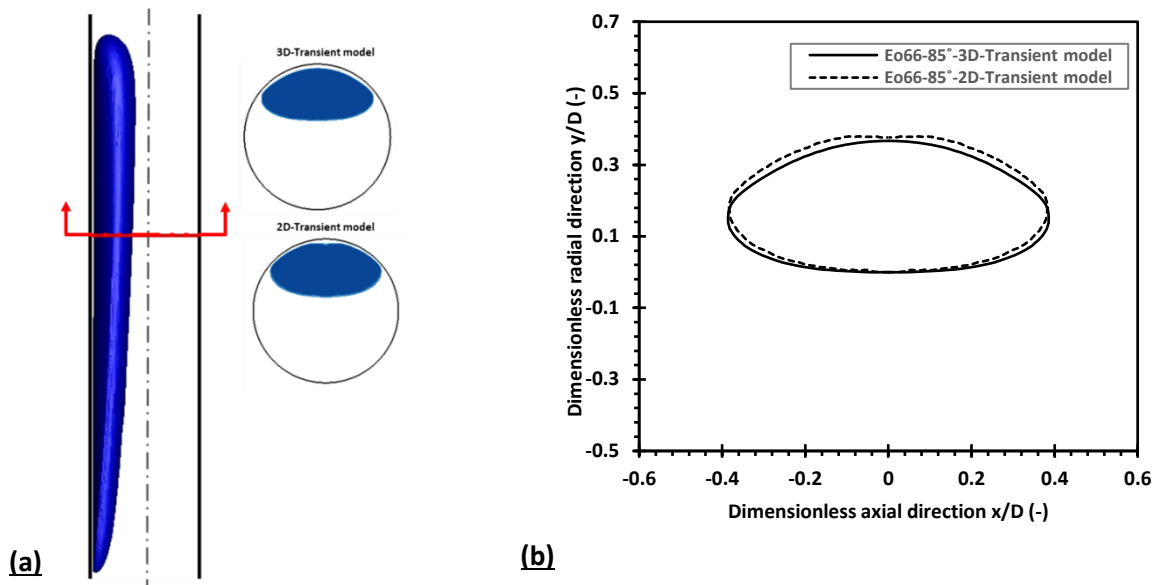 3D-Transient model
2D-Transient model
(a)
Dimensionless radial direction y/D (-)
0.7
0.5
0.3
0.1
-0.1
-0.3
-0.5
Eo66-85˚-3D-Transient model
Eo66-85˚-2D-Transient model
-0.6 -0.4 -0.2 0 0.2 0.4 0.6
Dimensionless axial direction x/D (-)
(b)